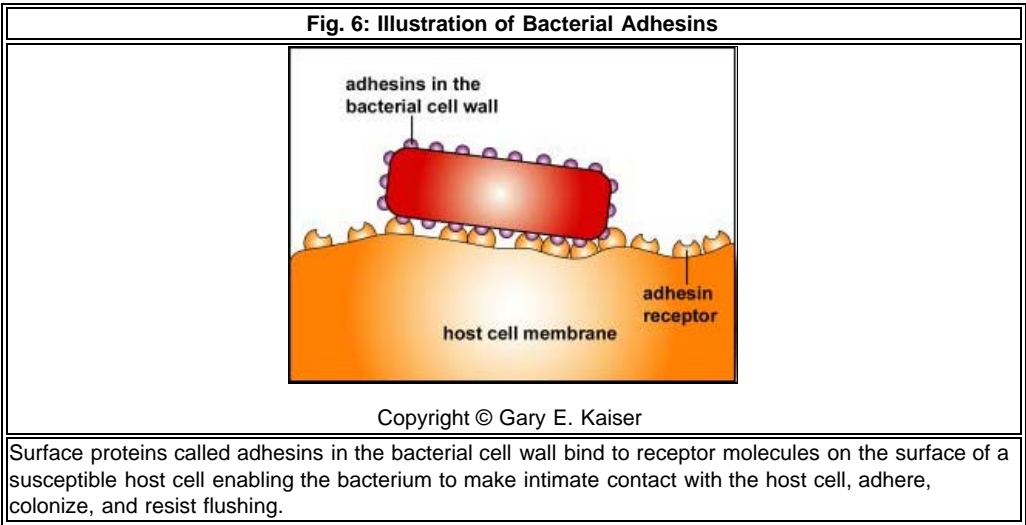 Fig. 6: Illustration of Bacterial Adhesins
adhesins in the
bacterial cell wall
adhesin
receptor
host cell membrane
Copyright © Gary E. Kaiser
Surface proteins called adhesins in the bacterial cell wall bind to receptor molecules on the surface of a
susceptible host cell enabling the bacterium to make intimate contact with the host cell, adhere,
colonize, and resist flushing.